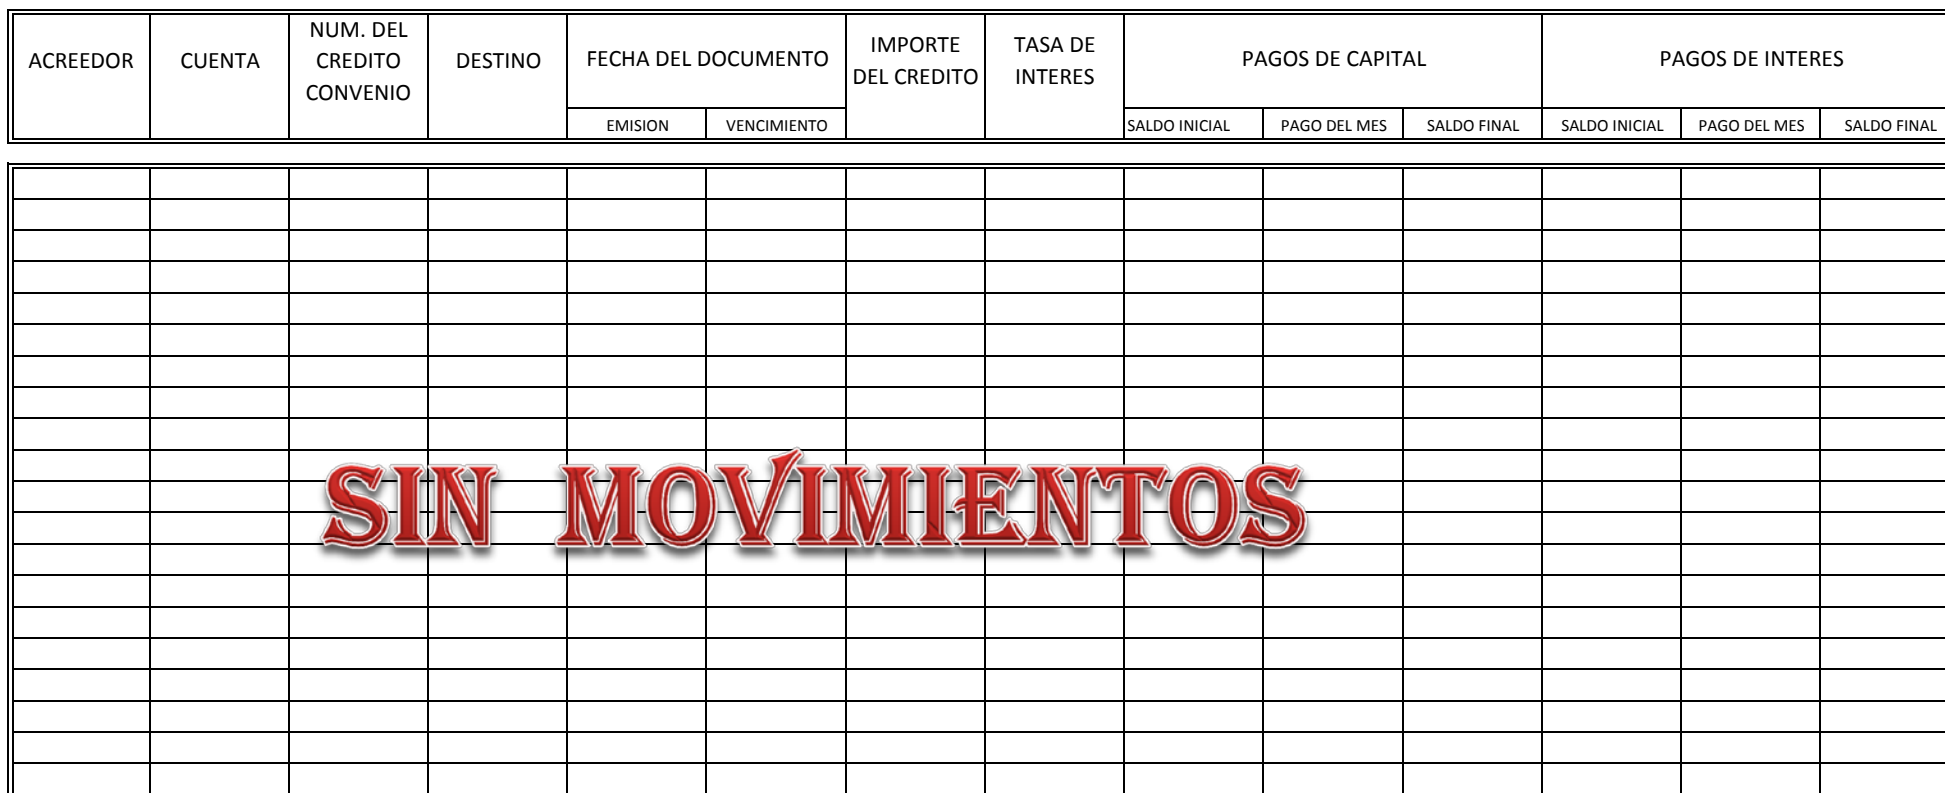 ACREEDOR
CUENTA
NUM. DEL
CREDITO
CONVENIO
DESTINO
FECHA DEL DOCUMENTO
IMPORTE
DEL CREDITO
TASA DE
INTERES
PAGOS DE CAPITAL
PAGOS DE INTERES
EMISION
VENCIMIENTO
SALDO INICIAL
PAGO DEL MES
SALDO FINAL
SALDO INICIAL
PAGO DEL MES
SALDO FINAL
SIN MOVIMIENTOS